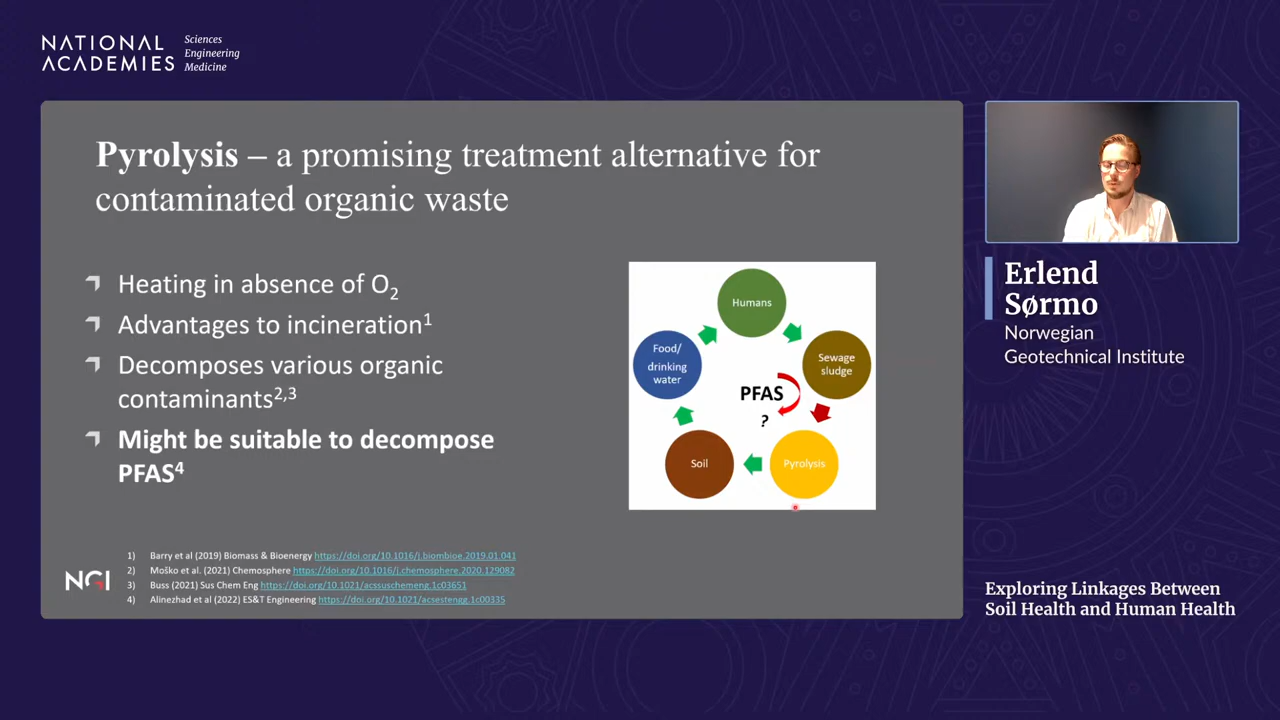 NATIONAL
ACADEMIES
Sciences
Engineering
Medicine
Pyrolysis – a promising treatment alternative for
contaminated organic waste
Heating in absence of O2
Advantages to incineration1
Decomposes various organic
contaminants2,3
Might be suitable to decompose
PFAS4
Humans
Food/
drinking
water
Sewage
sludge
PFAS
?
Soil
Pyrolysis
1) Barry et al (2019) Biomass & Bioenergy https://doi.org/10.1016/j.biombioe.2019.01.041
2) Moško et al. (2021) Chemosphere https://doi.org/10.1016/j.chemosphere.2020.129082
3) Buss (2021) Sus Chem Eng https://doi.org/10.1021/acssuschemeng.1c03651
4) Alinezhad et al (2022) ES&T Engineering https://doi.org/10.1021/acsestengg.1c00335
NGI
Erlend
Sørmo
Norwegian
Geotechnical Institute
Exploring Linkages Between
Soil Health and Human Health